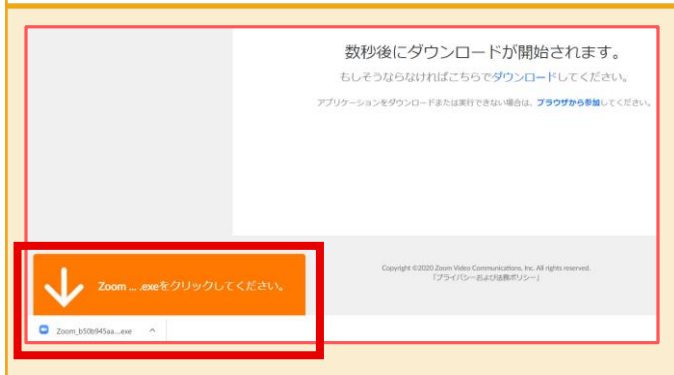 数秒後にダウンロードが開始されます。
もしそうならなければこちらでダウンロードしてください。
アプリケーションをダウンロードまたは実行できない場合は、ブラウザから参加してください。
Copyright ©2020 Zoom Video Communications, Inc. All rights reserved.
「プライバシーおよび法務ポリシー」
Zoom ... .exeをクリックしてください。
Zoom_b50b945aa...exe